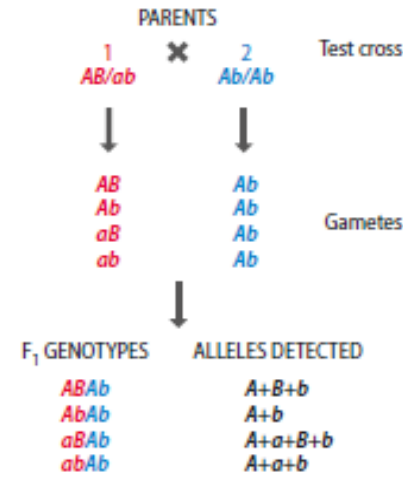 PARENTS
1 × 2 Test cross
AB/ab Ab/Ab
AB Ab
Ab Ab
aB Ab Gametes
ab Ab
F₁ GENOTYPES ALLELES DETECTED
ABAb A+B+b
AbAb A+b
aBAb A+a+B+b
abAb A+a+b